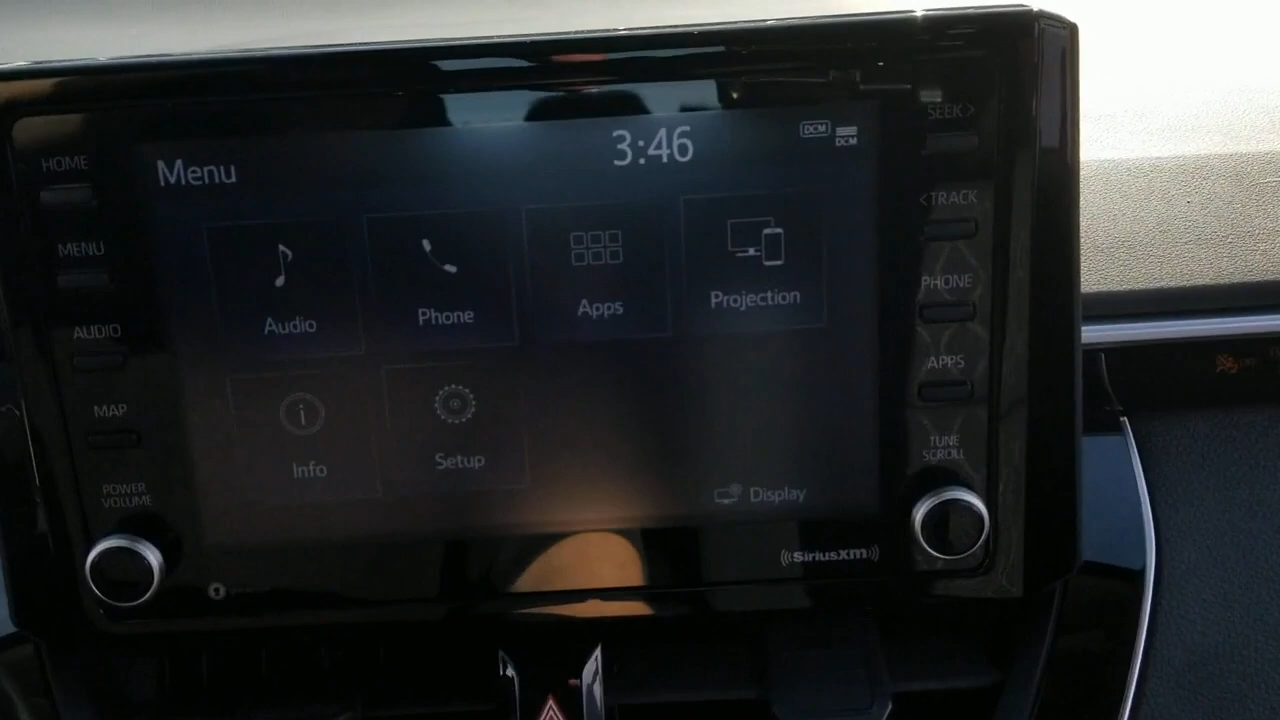 HOME
MENU
AUDIO
MAP
POWER
VOLUME
Menu
3:46
DCM
DCM
Audio
Phone
Apps
Projection
Info
Setup
Display
((SiriusXM))
SEEK>
<TRACK
PHONE
APPS
TUNE
SCROLL